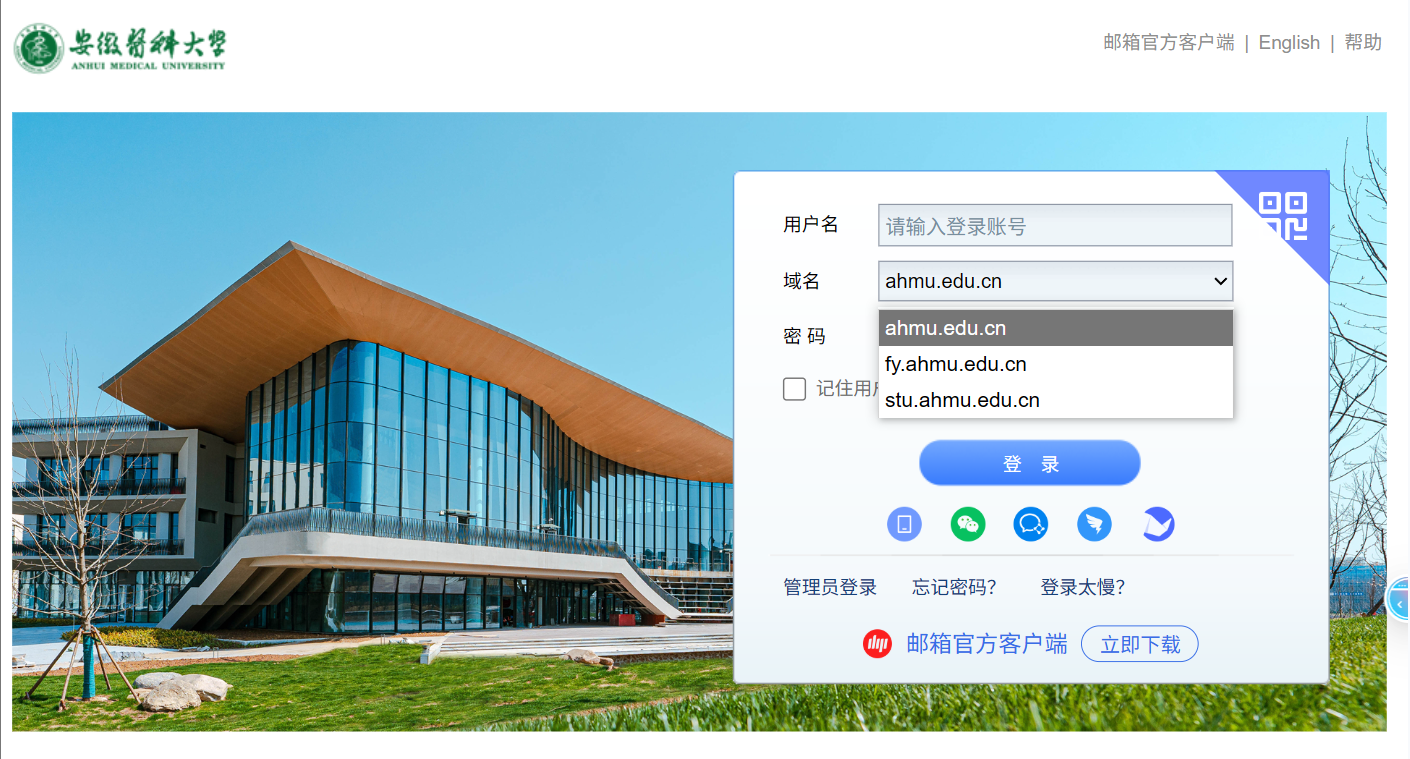 安徽医科大学
ANHUI MEDICAL UNIVERSITY
邮箱官方客户端 | English | 帮助
用户名 请输入登录账号
域名 ahmu.edu.cn
密 码
ahmu.edu.cn
fy.ahmu.edu.cn
stu.ahmu.edu.cn
记住用户
登 录
管理员登录 忘记密码? 登录太慢?
邮箱官方客户端 立即下载